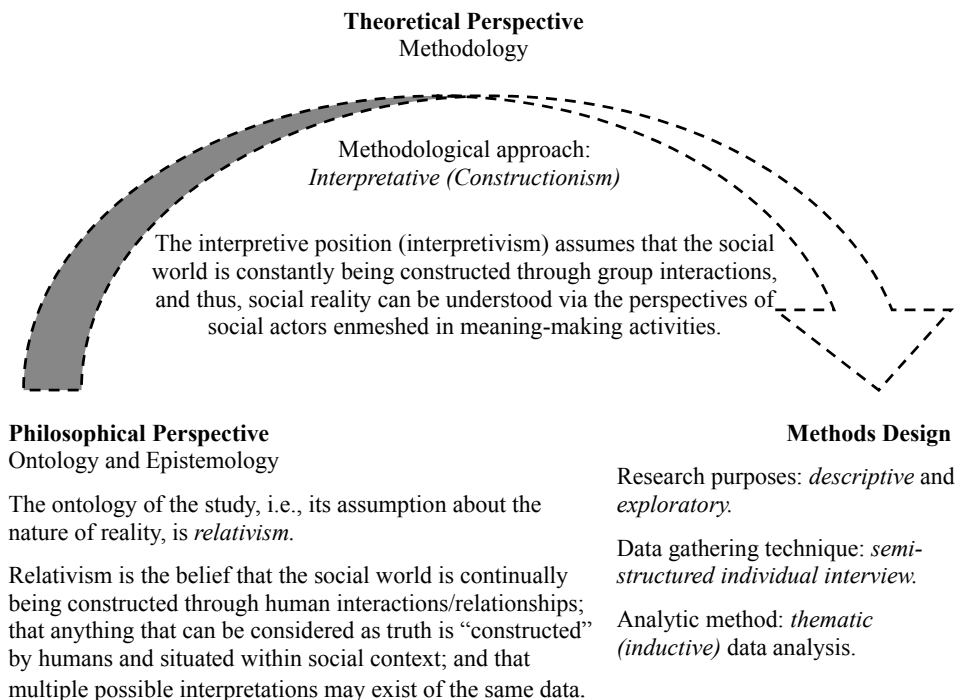 Theoretical Perspective
Methodology
Methodological approach:
Interpretative (Constructionism)
The interpretive position (interpretivism) assumes that the social
world is constantly being constructed through group interactions,
and thus, social reality can be understood via the perspectives of
social actors enmeshed in meaning-making activities.
Philosophical Perspective
Ontology and Epistemology
The ontology of the study, i.e., its assumption about the
nature of reality, is relativism.
Relativism is the belief that the social world is continually
being constructed through human interactions/relationships;
that anything that can be considered as truth is “constructed”
by humans and situated within social context; and that
multiple possible interpretations may exist of the same data.
Methods Design
Research purposes: descriptive and
exploratory.
Data gathering technique: semi-
structured individual interview.
Analytic method: thematic
(inductive) data analysis.